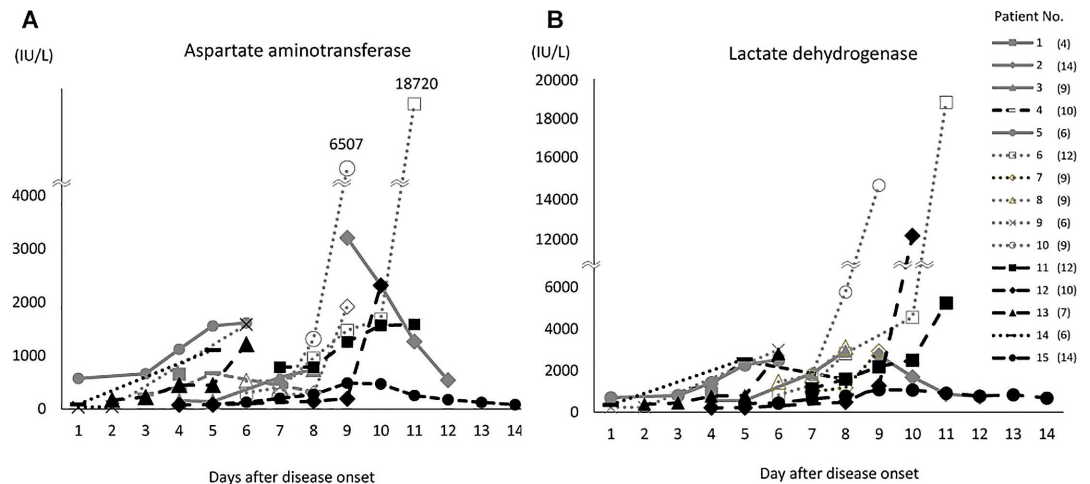 A
(IU/L)
Aspartate aminotransferase
18720
6507
4000
3000
2000
1000
0
1 2 3 4 5 6 7 8 9 10 11 12 13 14
Days after disease onset
B
(IU/L)
Lactate dehydrogenase
20000
18000
16000
14000
12000
6000
4000
2000
0
1 2 3 4 5 6 7 8 9 10 11 12 13 14
Day after disease onset
Patient No.
1 (4)
2 (14)
3 (9)
4 (10)
5 (6)
6 (12)
7 (9)
8 (9)
9 (6)
10 (9)
11 (12)
12 (10)
13 (7)
14 (6)
15 (14)